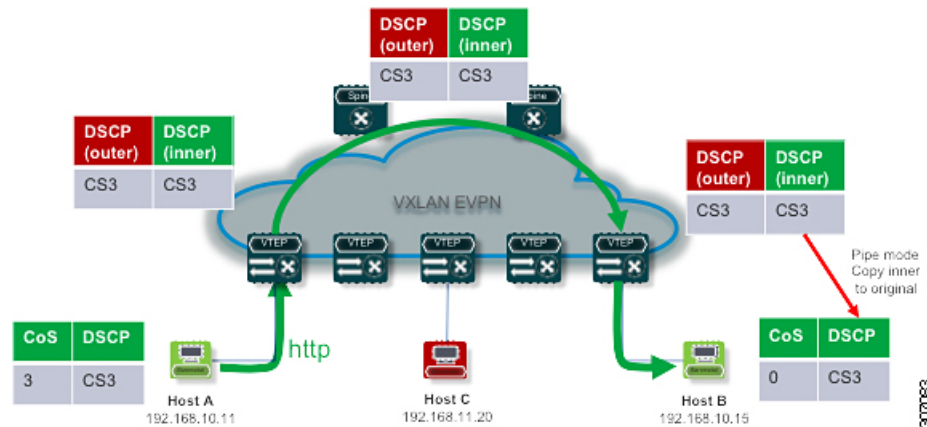 DSCP (outer) DSCP (inner)
CS3 CS3
Spine Spine
DSCP (outer) DSCP (inner)
CS3 CS3
DSCP (outer) DSCP (inner)
CS3 CS3
VXLAN EVPN
VTEP VTEP VTEP VTEP VTEP
Pipe mode
Copy inner
to original
CoS DSCP
3 CS3
http
CoS DSCP
0 CS3
Host A
192.168.10.11
Host C
192.168.11.20
Host B
192.168.10.15